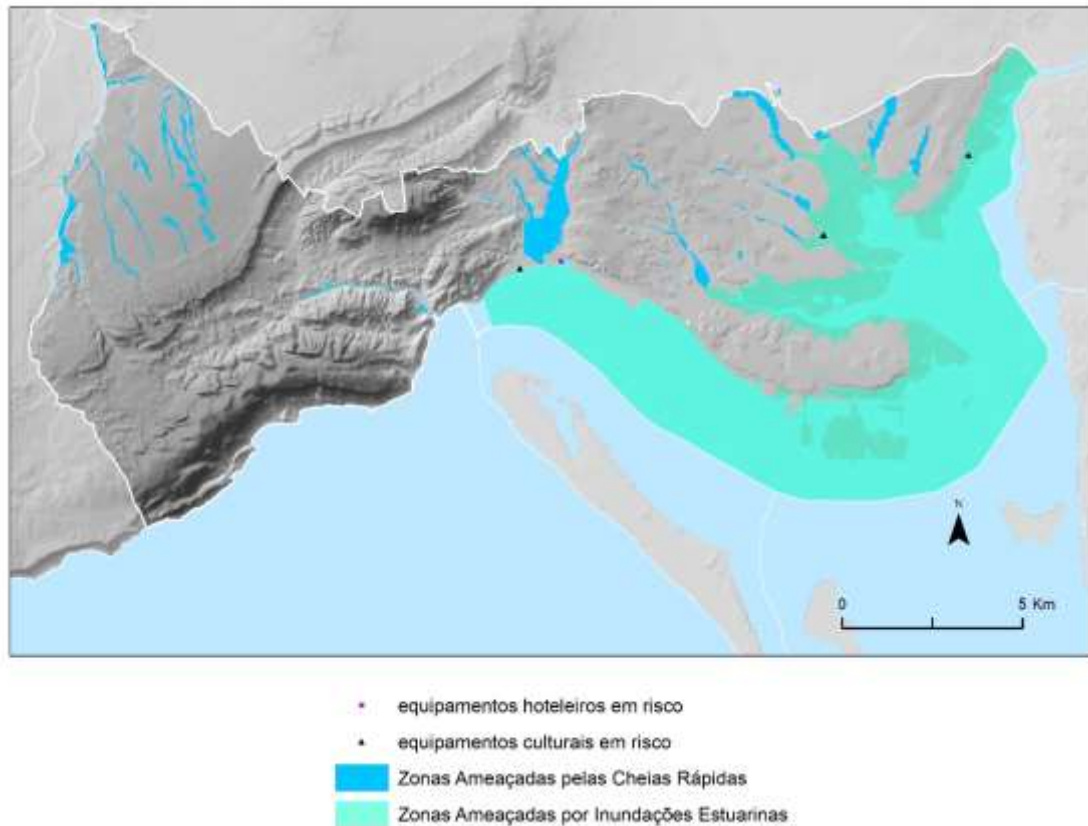 N
0 5 Km
equipamentos hoteleiros em risco
equipamentos culturais em risco
Zonas Ameaçadas pelas Cheias Rápidas
Zonas Ameaçadas por Inundações Estuarinas